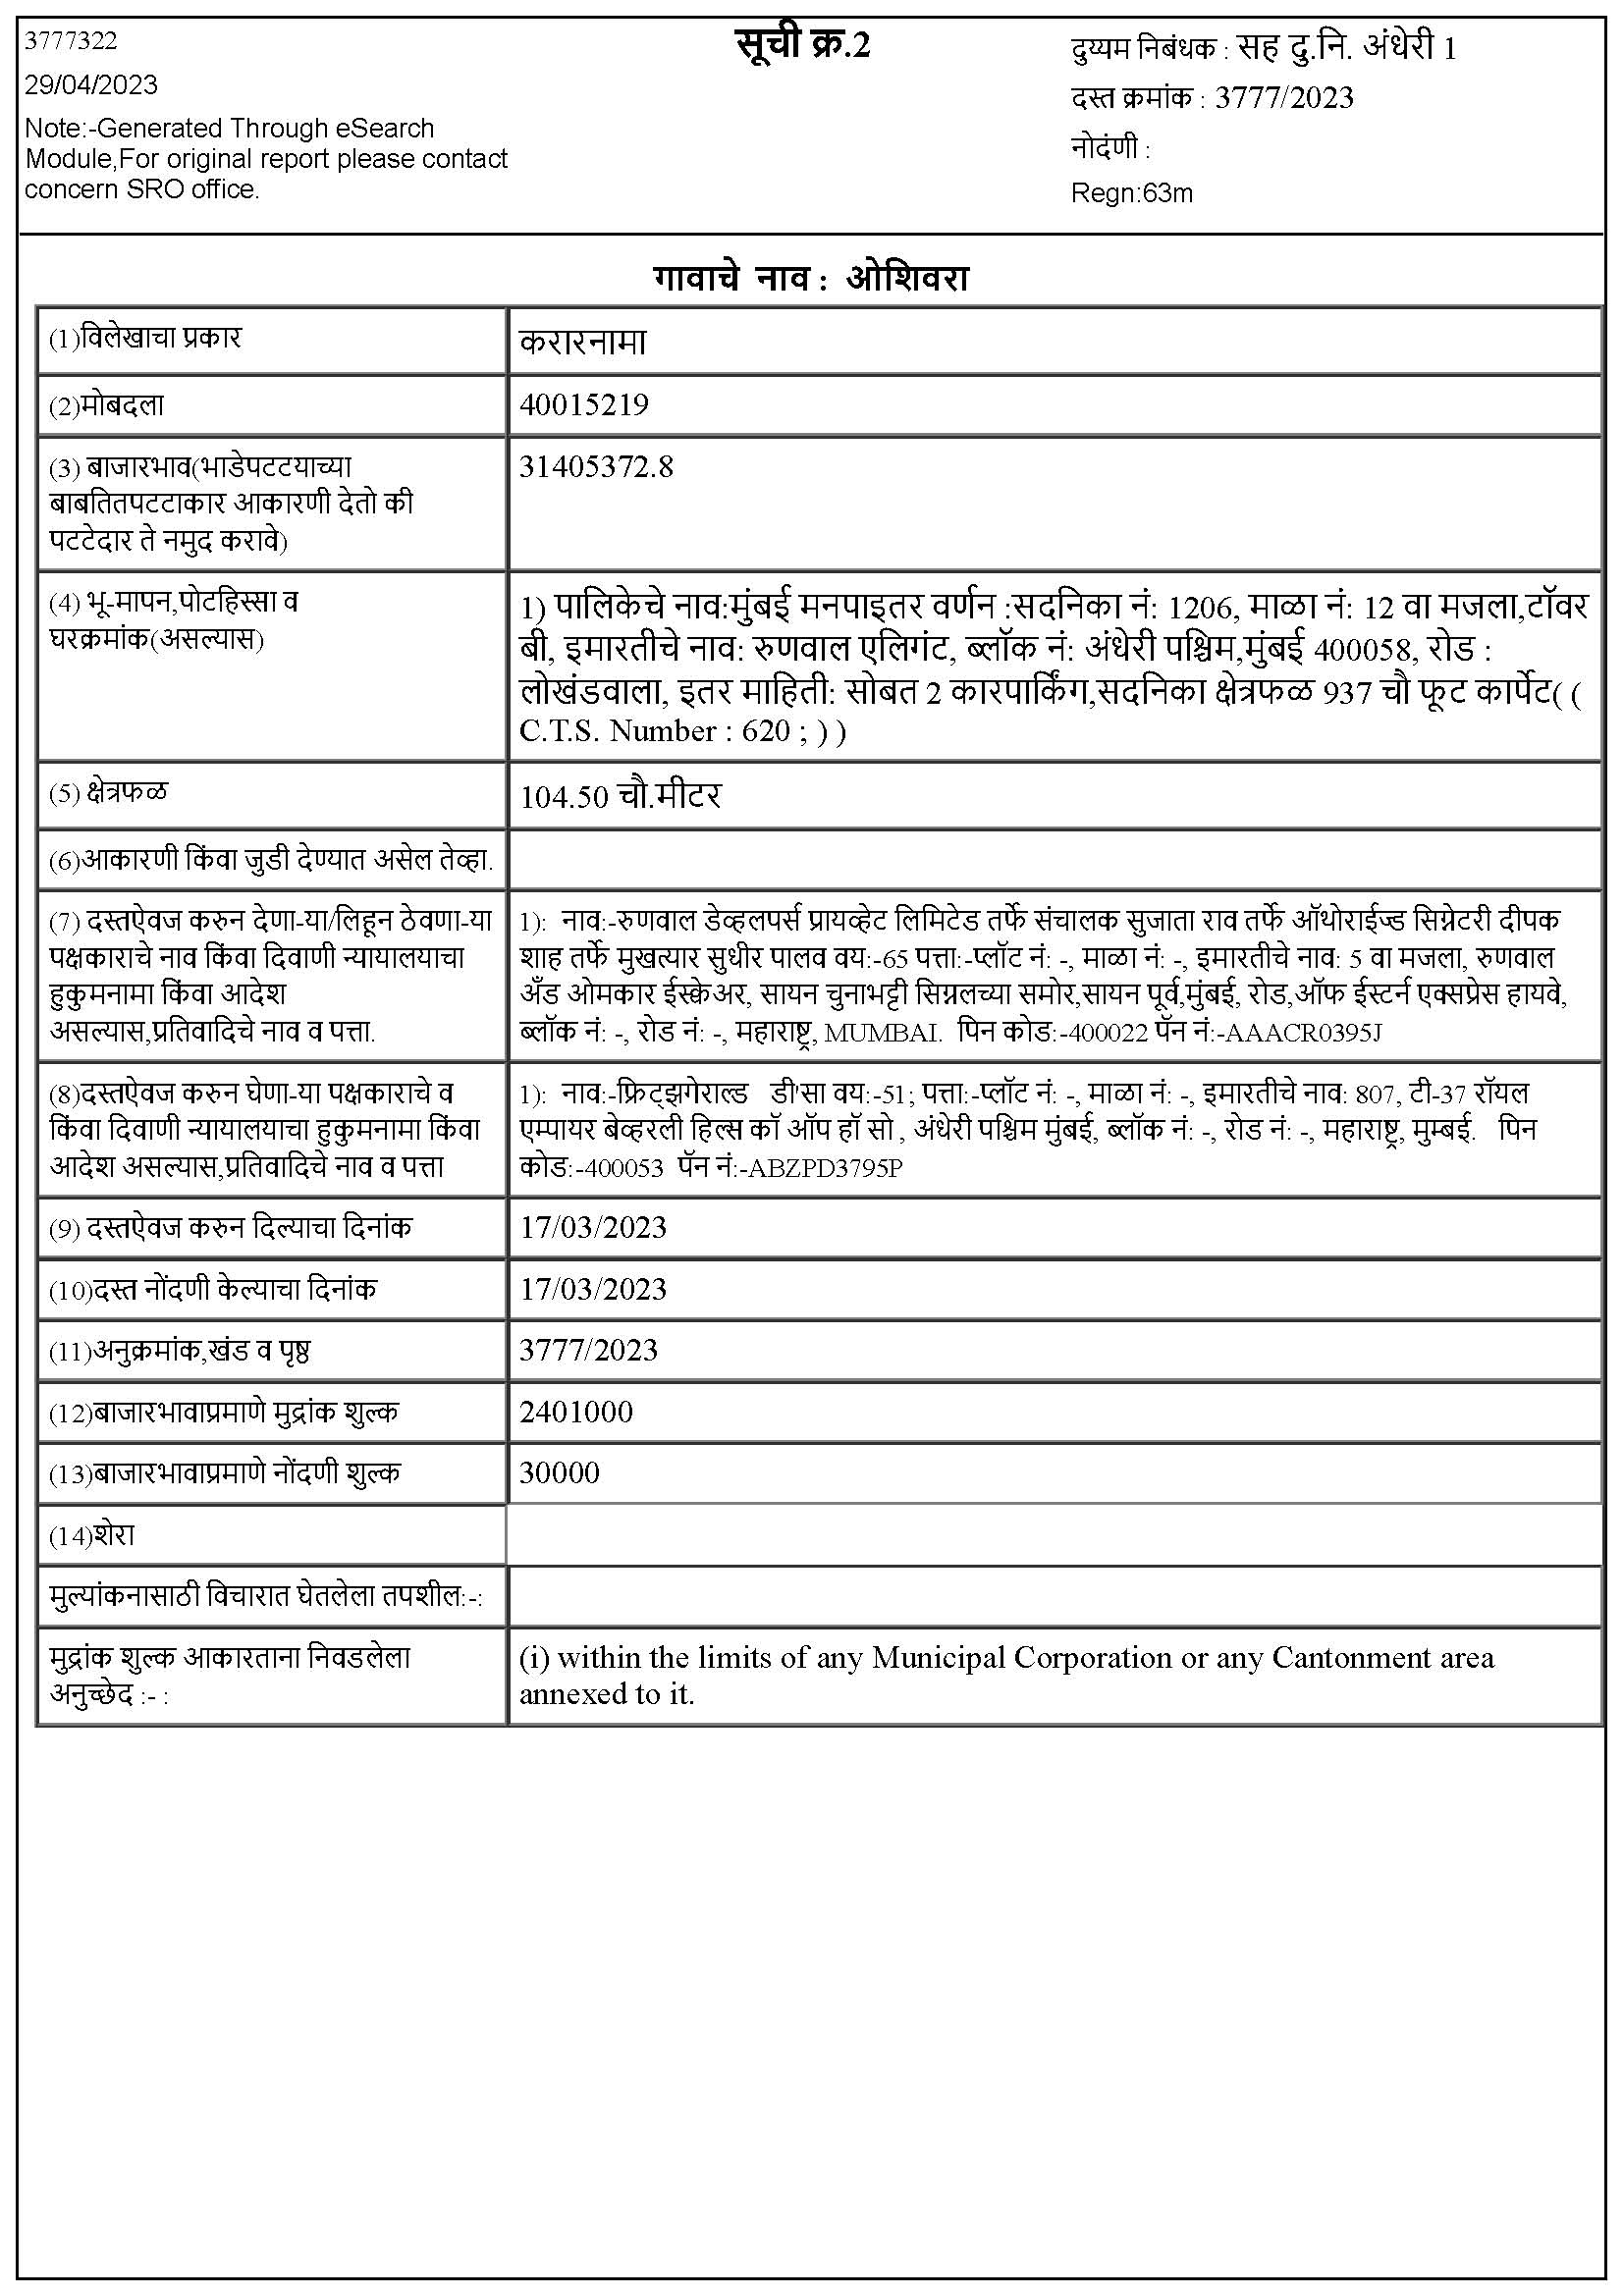 3777322
29/04/2023
Note:-Generated Through eSearch
Module,For original report please contact
concern SRO office.
सूची क्र.2
दुय्यम निबंधक : सह दु.नि. अंधेरी 1
दस्त क्रमांक : 3777/2023
नोदंणी :
Regn:63m
गावाचे नाव : ओशिवरा
(1)विलेखाचा प्रकार
करारनामा
(2)मोबदला
40015219
(3) बाजारभाव(भाडेपटटयाच्या
बाबतितपटटाकार आकारणी देतो की
पटटेदार ते नमुद करावे)
31405372.8
(4) भू-मापन,पोटहिस्सा व
घरक्रमांक(असल्यास)
1) पालिकेचे नाव:मुंबई मनपाइतर वर्णन :सदनिका नं: 1206, माळा नं: 12 वा मजला,टॉवर
बी, इमारतीचे नाव: रुणवाल एलिगंट, ब्लॉक नं: अंधेरी पश्चिम,मुंबई 400058, रोड :
लोखंडवाला, इतर माहिती: सोबत 2 कारपार्किंग,सदनिका क्षेत्रफळ 937 चौ फूट कार्पेट( (
C.T.S. Number : 620 ; ) )
(5) क्षेत्रफळ
104.50 चौ.मीटर
(6)आकारणी किंवा जुडी देण्यात असेल तेव्हा.
(7) दस्तऐवज करुन देणा-या/लिहून ठेवणा-या
पक्षकाराचे नाव किंवा दिवाणी न्यायालयाचा
हुकुमनामा किंवा आदेश
असल्यास,प्रतिवादिचे नाव व पत्ता.
1): नाव:-रुणवाल डेव्हलपर्स प्रायव्हेट लिमिटेड तर्फे संचालक सुजाता राव तर्फे ऑथोराईज्ड सिग्नेटरी दीपक
शाह तर्फे मुखत्यार सुधीर पालव वय:-65 पत्ता:-प्लॉट नं: -, माळा नं: -, इमारतीचे नाव: 5 वा मजला, रुणवाल
अँड ओमकार ईस्केअर, सायन चुनाभट्टी सिग्नलच्या समोर,सायन पूर्व,मुंबई, रोड,ऑफ ईस्टर्न एक्सप्रेस हायवे,
ब्लॉक नं: -, रोड नं: -, महाराष्ट्र, MUMBAI. पिन कोड:-400022 पॅन नं:-AAACR0395J
(8)दस्तऐवज करुन घेणा-या पक्षकाराचे व
किंवा दिवाणी न्यायालयाचा हुकुमनामा किंवा
आदेश असल्यास,प्रतिवादिचे नाव व पत्ता
1): नाव:-फ्रिट्झगेराल्ड डी'सा वय:-51; पत्ता:-प्लॉट नं: -, माळा नं: -, इमारतीचे नाव: 807, टी-37 रॉयल
एम्पायर बेव्हरली हिल्स कॉ ऑप हॉ सो , अंधेरी पश्चिम मुंबई, ब्लॉक नं: -, रोड नं: -, महाराष्ट्र, मुम्बई. पिन
कोड:-400053 पॅन नं:-ABZPD3795P
(9) दस्तऐवज करुन दिल्याचा दिनांक
17/03/2023
(10)दस्त नोंदणी केल्याचा दिनांक
17/03/2023
(11)अनुक्रमांक,खंड व पृष्ठ
3777/2023
(12)बाजारभावाप्रमाणे मुद्रांक शुल्क
2401000
(13)बाजारभावाप्रमाणे नोंदणी शुल्क
30000
(14)शेरा
मुल्यांकनासाठी विचारात घेतलेला तपशील:-:
मुद्रांक शुल्क आकारताना निवडलेला
अनुच्छेद :- :
(i) within the limits of any Municipal Corporation or any Cantonment area
annexed to it.